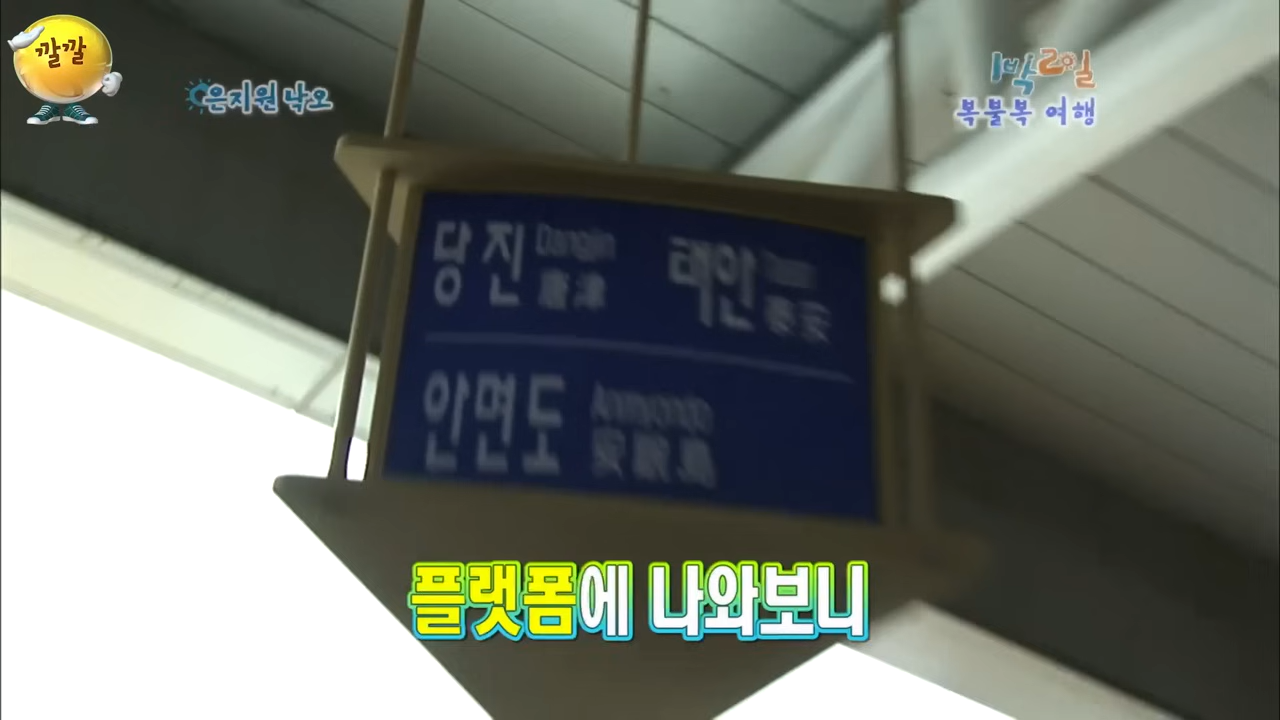 깔깔
은지원 낙오
1박2일
복불복 여행
당진 Dangjin 태안
唐津 泰安
안면도 Anmyondo
安眠島
플랫폼에 나와보니